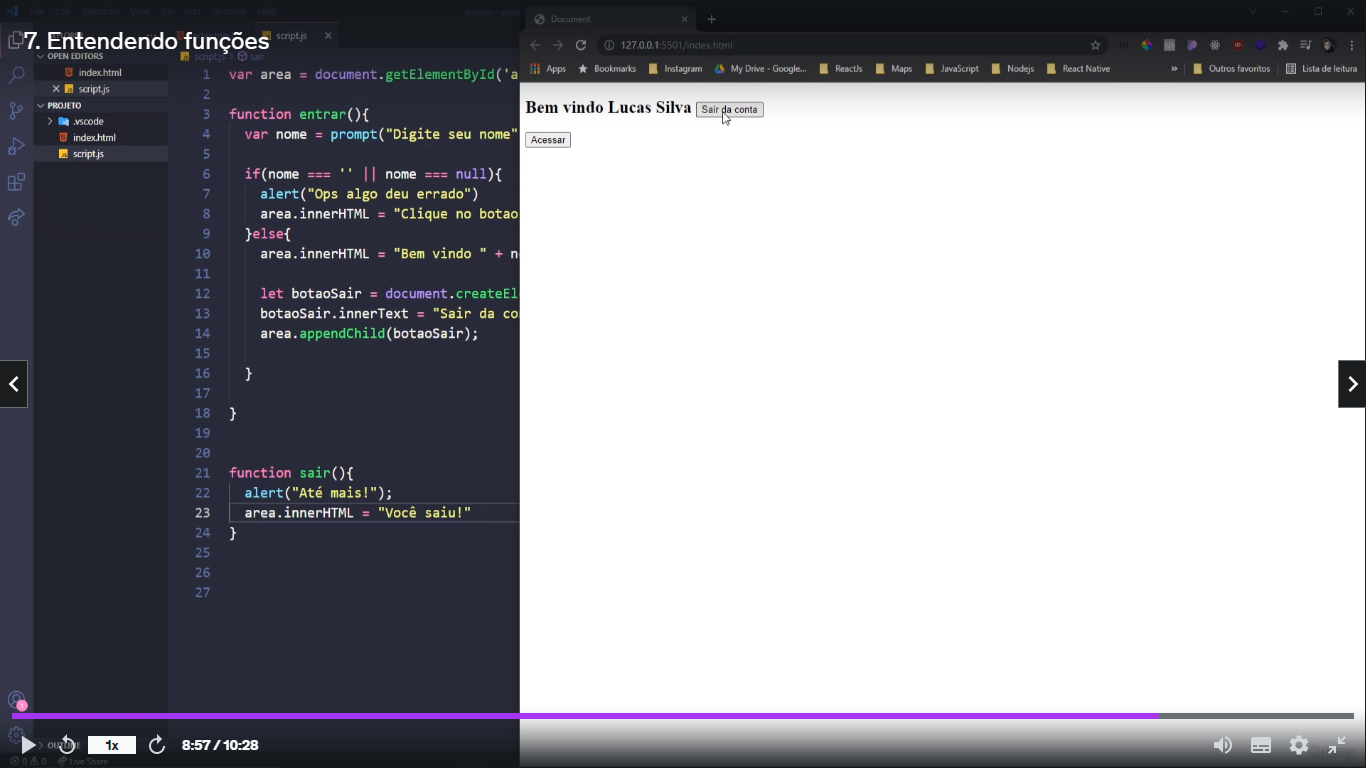 File Edit Selection View Go Run Terminal Help
7. Entendendo funções
script.js
OPEN EDITORS
index.html
script.js
PROJETO
.vscode
index.html
script.js
OUTLINE
Live Share
script.js > sair
1 var area = document.getElementById('a
2
3 function entrar(){
4 var nome = prompt("Digite seu nome"
5
6 if(nome === '' || nome === null){
7 alert("Ops algo deu errado")
8 area.innerHTML = "Clique no botao
9 }else{
10 area.innerHTML = "Bem vindo " + n
11
12 let botaoSair = document.createEl
13 botaoSair.innerText = "Sair da co
14 area.appendChild(botaoSair);
15
16 }
17
18 }
19
20
21 function sair(){
22 alert("Até mais!");
23 area.innerHTML = "Você saiu!"
24 }
25
26
27
Document
127.0.0.1:5501/index.html
Apps Bookmarks Instagram My Drive - Google... ReactJs Maps JavaScript Nodejs React Native » Outros favoritos Lista de leitura
Bem vindo Lucas Silva Sair da conta
Acessar
1x 8:57 / 10:28